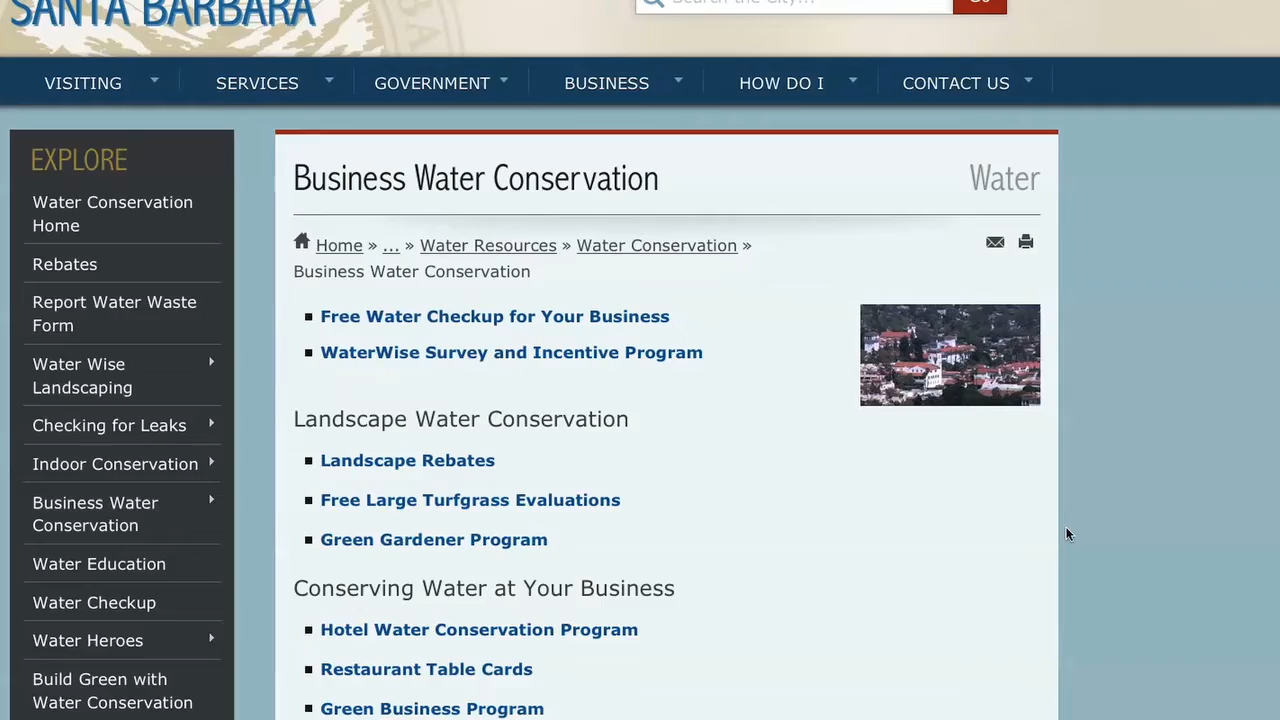 SANTA BARBARA
Search the City...
Go
VISITING
SERVICES
GOVERNMENT
BUSINESS
HOW DO I
CONTACT US
EXPLORE
Water Conservation
Home
Rebates
Report Water Waste
Form
Water Wise
Landscaping
Checking for Leaks
Indoor Conservation
Business Water
Conservation
Water Education
Water Checkup
Water Heroes
Build Green with
Water Conservation
Business Water Conservation
Water
Home » ... » Water Resources » Water Conservation »
Business Water Conservation
Free Water Checkup for Your Business
WaterWise Survey and Incentive Program
Landscape Water Conservation
Landscape Rebates
Free Large Turfgrass Evaluations
Green Gardener Program
Conserving Water at Your Business
Hotel Water Conservation Program
Restaurant Table Cards
Green Business Program